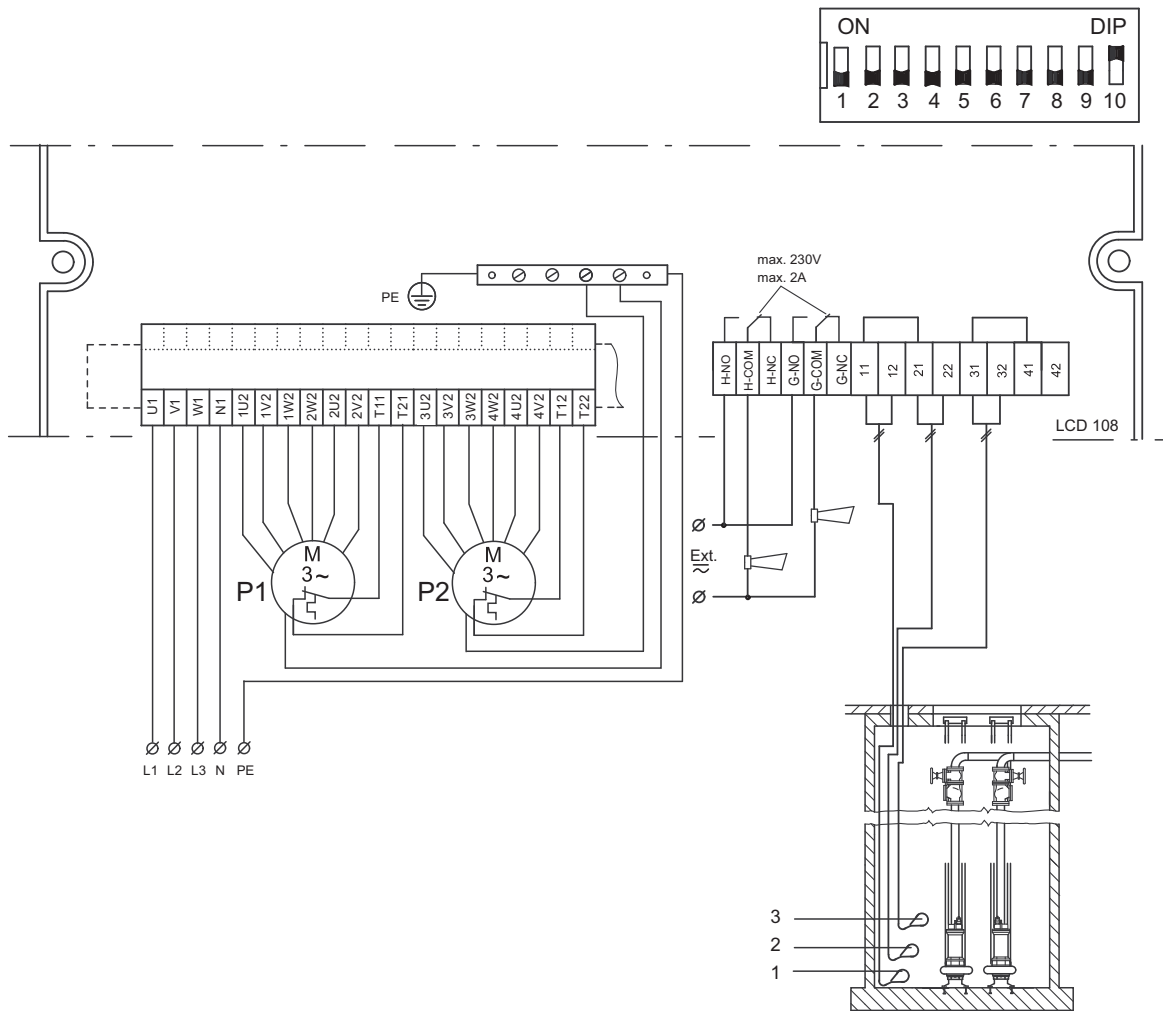 ON DIP
1 2 3 4 5 6 7 8 9 10
max. 230V
max. 2A
PE
H-NO H-COM H-NC G-NO G-COM G-NC 11 12 21 22 31 32 41 42
U1 V1 W1 N1 1U2 1V2 1W2 2W2 2U2 2V2 T11 T21 3U2 3V2 3W2 4W2 4U2 4V2 T12 T22
LCD 108
M
3~
P1
M
3~
P2
Ext.
L1 L2 L3 N PE
3
2
1